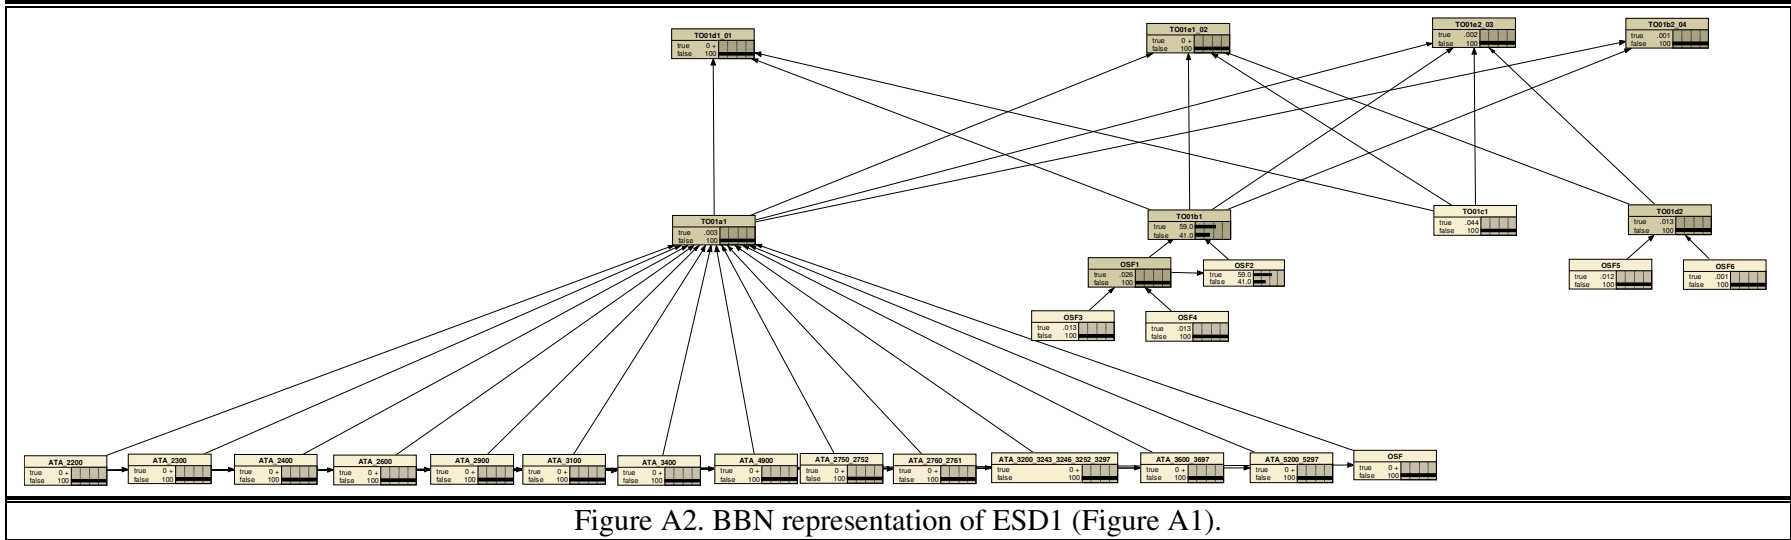 TO01d1_01
true 0 +
false 100
TO01e1_02
true 0 +
false 100
TO01e2_03
true .002
false 100
TO01b2_04
true .001
false 100
TO01a1
true .003
false 100
TO01b1
true 59.0
false 41.0
TO01c1
true .044
false 100
TO01d2
true .013
false 100
OSF1
true .026
false 100
OSF2
true 59.0
false 41.0
OSF5
true .012
false 100
OSF6
true .001
false 100
OSF3
true .013
false 100
OSF4
true .013
false 100
ATA_2200
true 0 +
false 100
ATA_2300
true 0 +
false 100
ATA_2400
true 0 +
false 100
ATA_2600
true 0 +
false 100
ATA_2900
true 0 +
false 100
ATA_3100
true 0 +
false 100
ATA_3400
true 0 +
false 100
ATA_4900
true 0 +
false 100
ATA_2750_2752
true 0 +
false 100
ATA_2760_2761
true 0 +
false 100
ATA_3200_3243_3246_3252_3297
true 0 +
false 100
ATA_3600_3697
true 0 +
false 100
ATA_5200_5297
true 0 +
false 100
OSF
true 0 +
false 100
Figure A2. BBN representation of ESD1 (Figure A1).